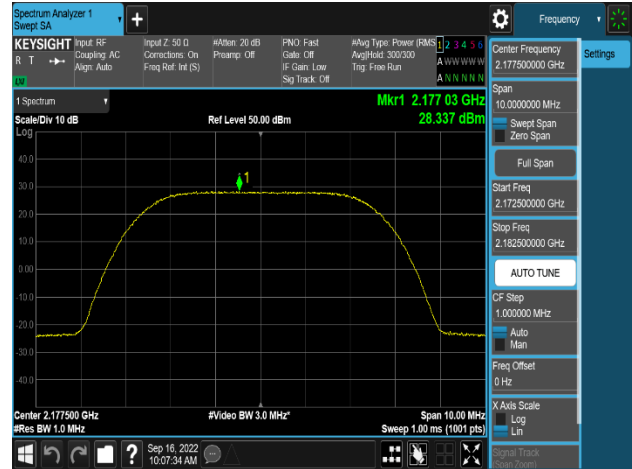 Spectrum Analyzer 1
Swept SA
+
Frequency
KEYSIGHT
R T
LW
Input: RF
Coupling: AC
Align: Auto
Input Z: 50 Ω
Corrections: On
Freq Ref: Int (S)
#Atten: 20 dB
Preamp: Off
PNO: Fast
Gate: Off
IF Gain: Low
Sig Track: Off
#Avg Type: Power (RMS
Avg|Hold: 300/300
Trig: Free Run
1 2 3 4 5 6
A W W W W W
A N N N N N
1 Spectrum
Scale/Div 10 dB
Log
Ref Level 50.00 dBm
Mkr1 2.177 03 GHz
28.337 dBm
40.0
30.0
20.0
10.0
0.00
-10.0
-20.0
-30.0
-40.0
1
Center 2.177500 GHz
#Res BW 1.0 MHz
#Video BW 3.0 MHz*
Span 10.00 MHz
Sweep 1.00 ms (1001 pts)
?
Sep 16, 2022
10:07:34 AM
Center Frequency
2.177500000 GHz
Span
10.0000000 MHz
Swept Span
Zero Span
Full Span
Start Freq
2.172500000 GHz
Stop Freq
2.182500000 GHz
AUTO TUNE
CF Step
1.000000 MHz
Auto
Man
Freq Offset
0 Hz
X Axis Scale
Log
Lin
Signal Track
(Span Zoom)
Settings